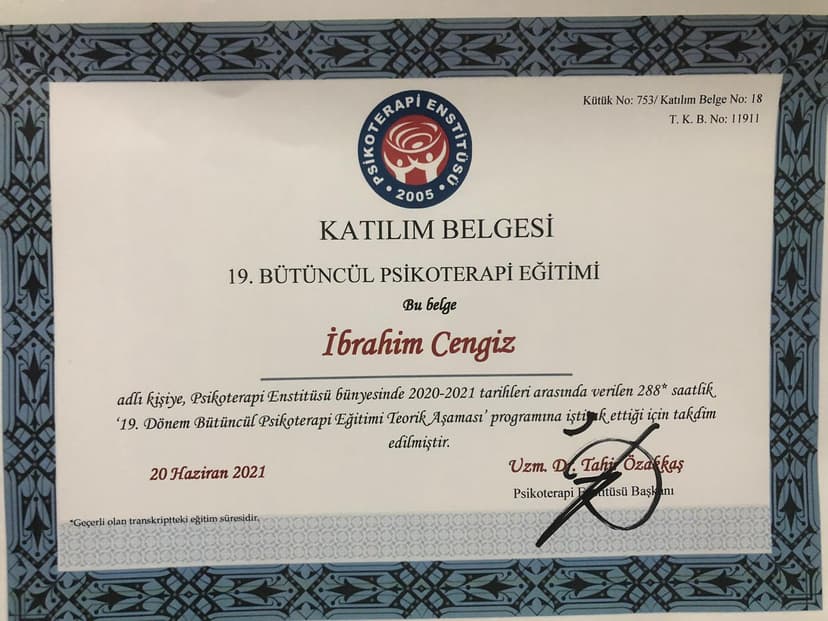 Kütük No: 753/ Katılım Belge No: 18
T. K. B. No: 11911
PSİKOTERAPİ ENSTİTÜSÜ
2005
KATILIM BELGESİ
19. BÜTÜNCÜL PSİKOTERAPİ EĞİTİMİ
Bu belge
İbrahim Cengiz
adlı kişiye, Psikoterapi Enstitüsü bünyesinde 2020-2021 tarihleri arasında verilen 288* saatlik
'19. Dönem Bütüncül Psikoterapi Eğitimi Teorik Aşaması' programına iştirak ettiği için takdim
edilmiştir.
20 Haziran 2021
Uzm. Dr. Tahir Özakkaş
Psikoterapi Enstitüsü Başkanı
*Geçerli olan transkriptteki eğitim süresidir.